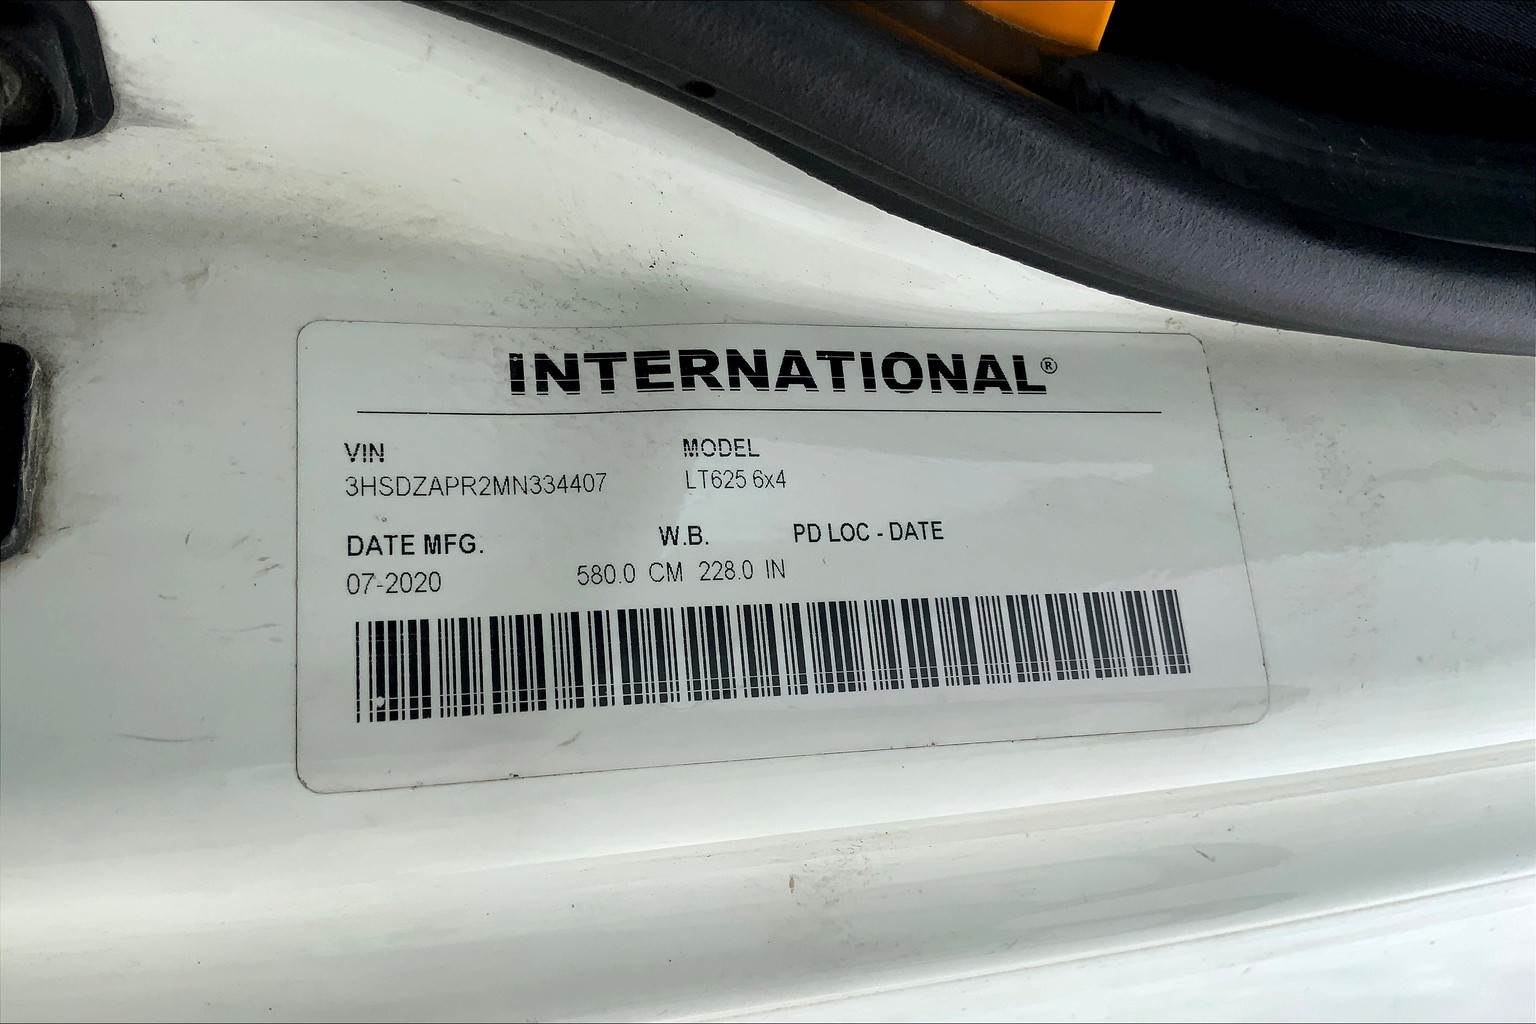 INTERNATIONAL®
VIN MODEL
3HSDZAPR2MN334407 LT625 6x4
DATE MFG. W.B. PD LOC - DATE
07-2020 580.0 CM 228.0 IN